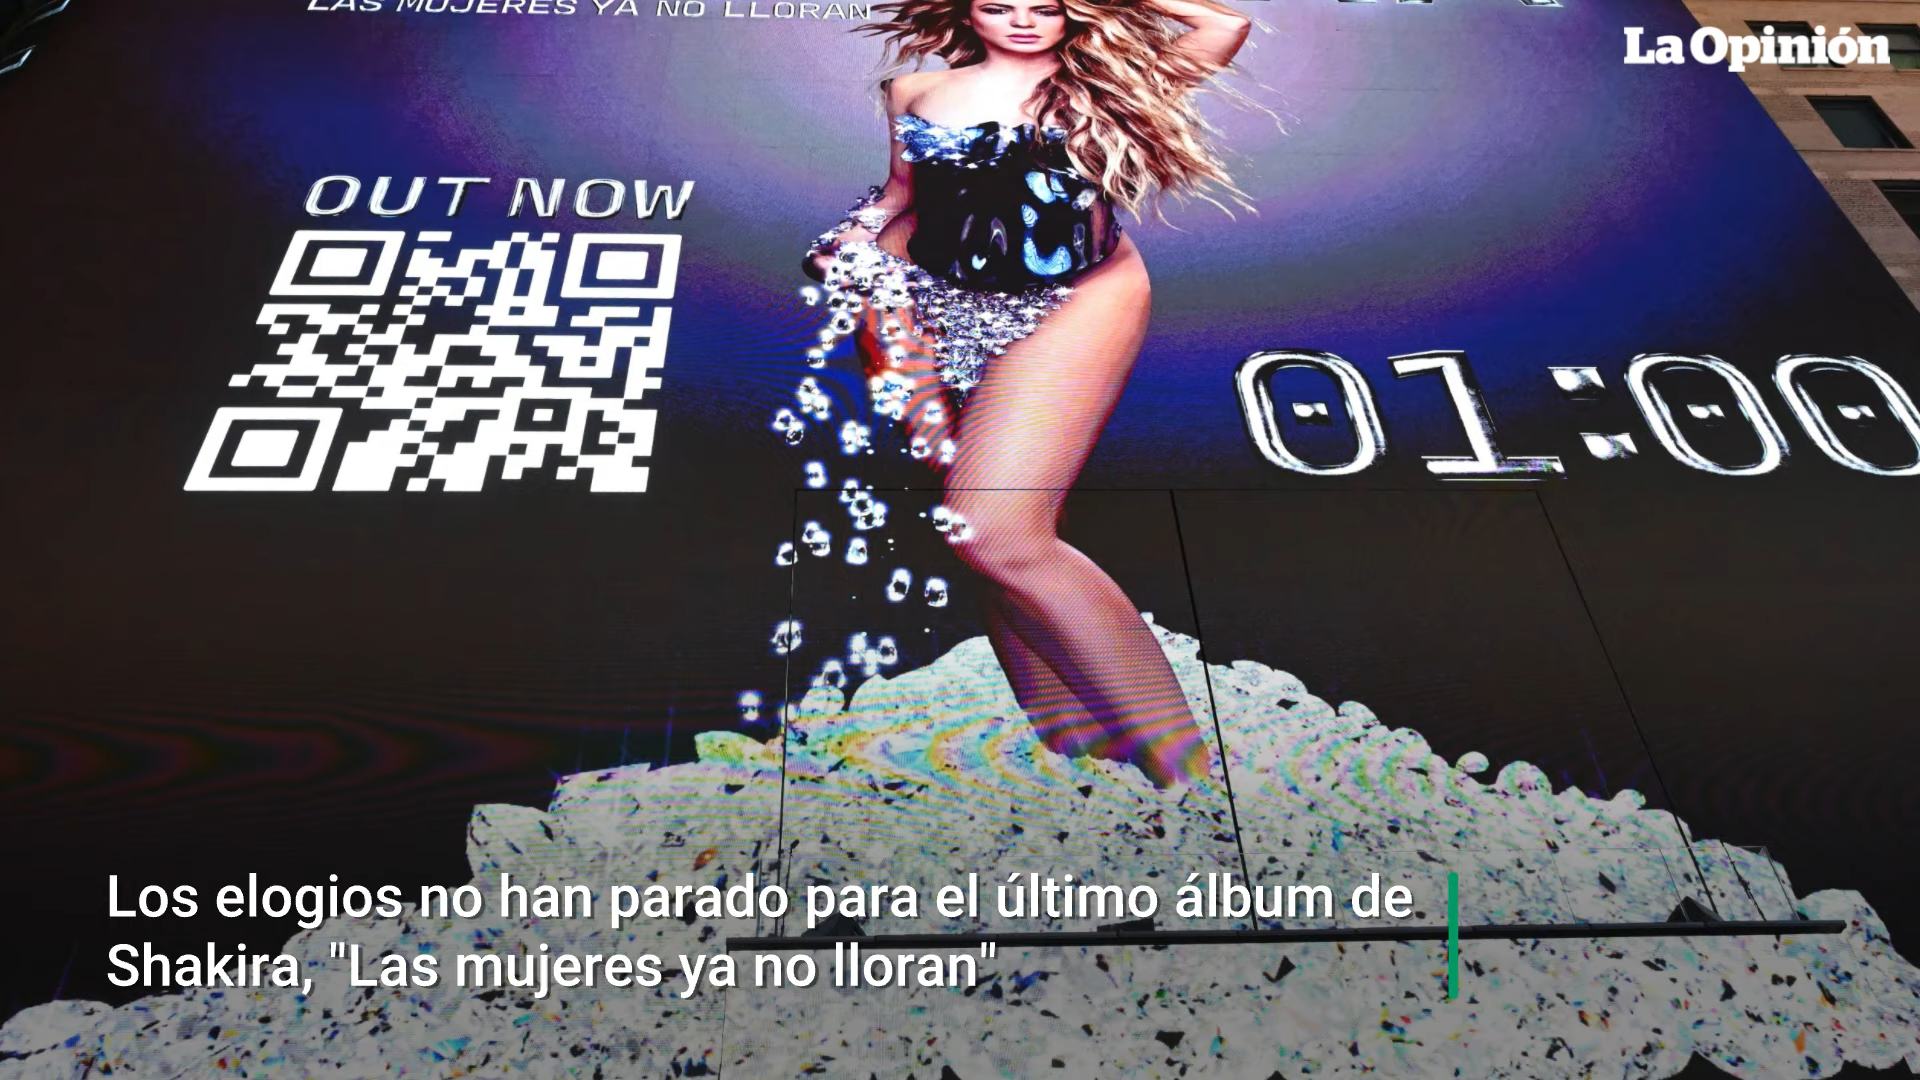 LAS MUJERES YA NO LLORAN
La Opinión
OUT NOW
01:00
Los elogios no han parado para el último álbum de
Shakira, "Las mujeres ya no lloran"